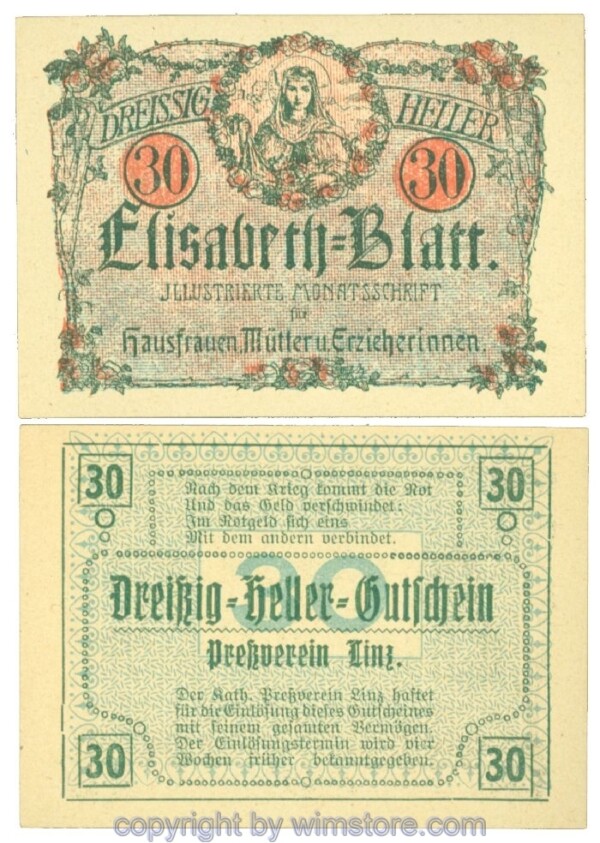 DREISSIG HELLER
30 30
Elisabeth=Blatt.
JLLUSTRIERTE MONATSSCHRIFT
für
Hausfrauen, Mütter u. Erzieherinnen.
30 30
Nach dem Krieg kommt die Not
Und das Geld verschwindet:
Im Notgeld sich eins
Mit dem andern verbindet.
30
Dreißig=Heller=Gutschein
Preßverein Linz.
Der Kath. Preßverein Linz haftet
für die Einlösung dieses Gutscheines
mit seinem gesamten Vermögen.
Der Einlösungstermin wird vier
Wochen früher bekanntgegeben.
30 30
copyright by wimstore.com